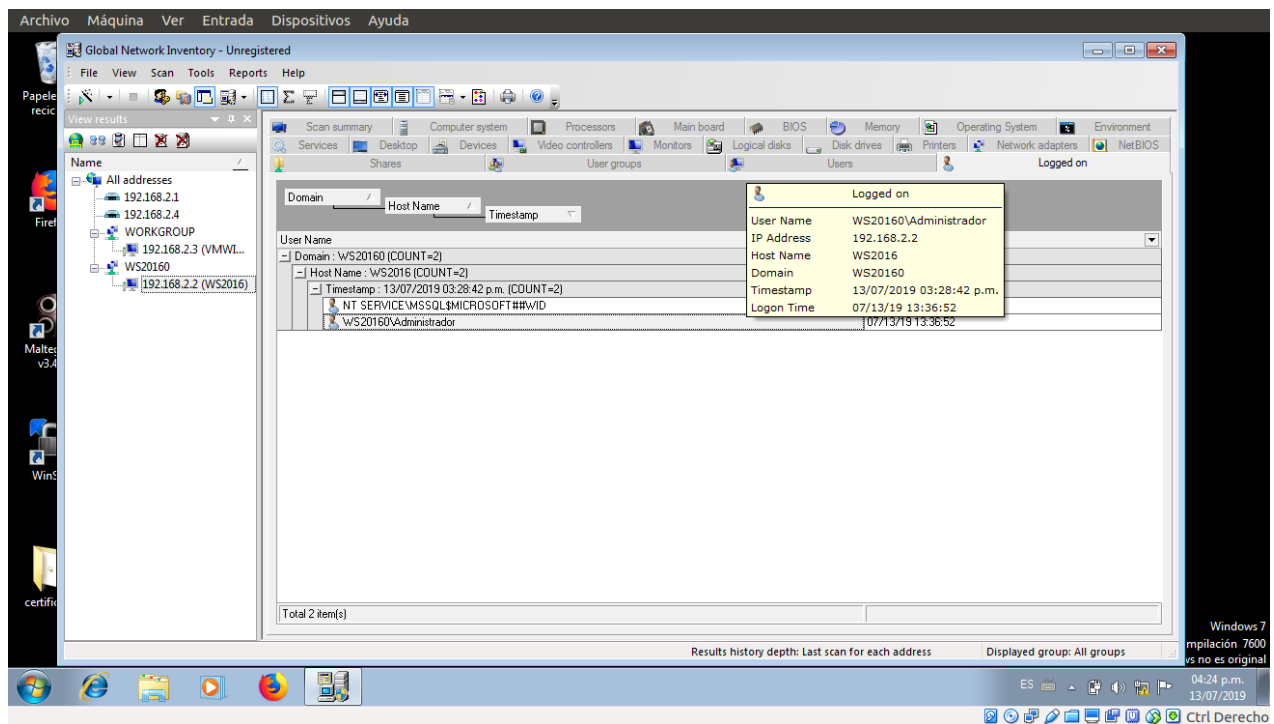 Archivo Máquina Ver Entrada Dispositivos Ayuda
Global Network Inventory - Unregistered
File View Scan Tools Reports Help
Papele
recic
Firef
Malteg
v3.4
WinS
certific
View results
Name
All addresses
192.168.2.1
192.168.2.4
WORKGROUP
192.168.2.3 (VMWI...
WS20160
192.168.2.2 (WS2016)
Scan summary Computer system Processors Main board BIOS Memory Operating System Environment
Services Desktop Devices Video controllers Monitors Logical disks Disk drives Printers Network adapters NetBIOS
Shares User groups Users Logged on
Domain Host Name Timestamp
User Name
Domain : WS20160 (COUNT=2)
Host Name : WS2016 (COUNT=2)
Timestamp : 13/07/2019 03:28:42 p.m. (COUNT=2)
NT SERVICE\MSSQL$MICROSOFT##WID
WS20160\Administrador 07/13/19 13:36:52
Logged on
User Name WS20160\Administrador
IP Address 192.168.2.2
Host Name WS2016
Domain WS20160
Timestamp 13/07/2019 03:28:42 p.m.
Logon Time 07/13/19 13:36:52
Total 2 item(s)
Results history depth: Last scan for each address Displayed group: All groups
Windows 7
mpilación 7600
vs no es original
ES
04:24 p.m.
13/07/2019
Ctrl Derecho